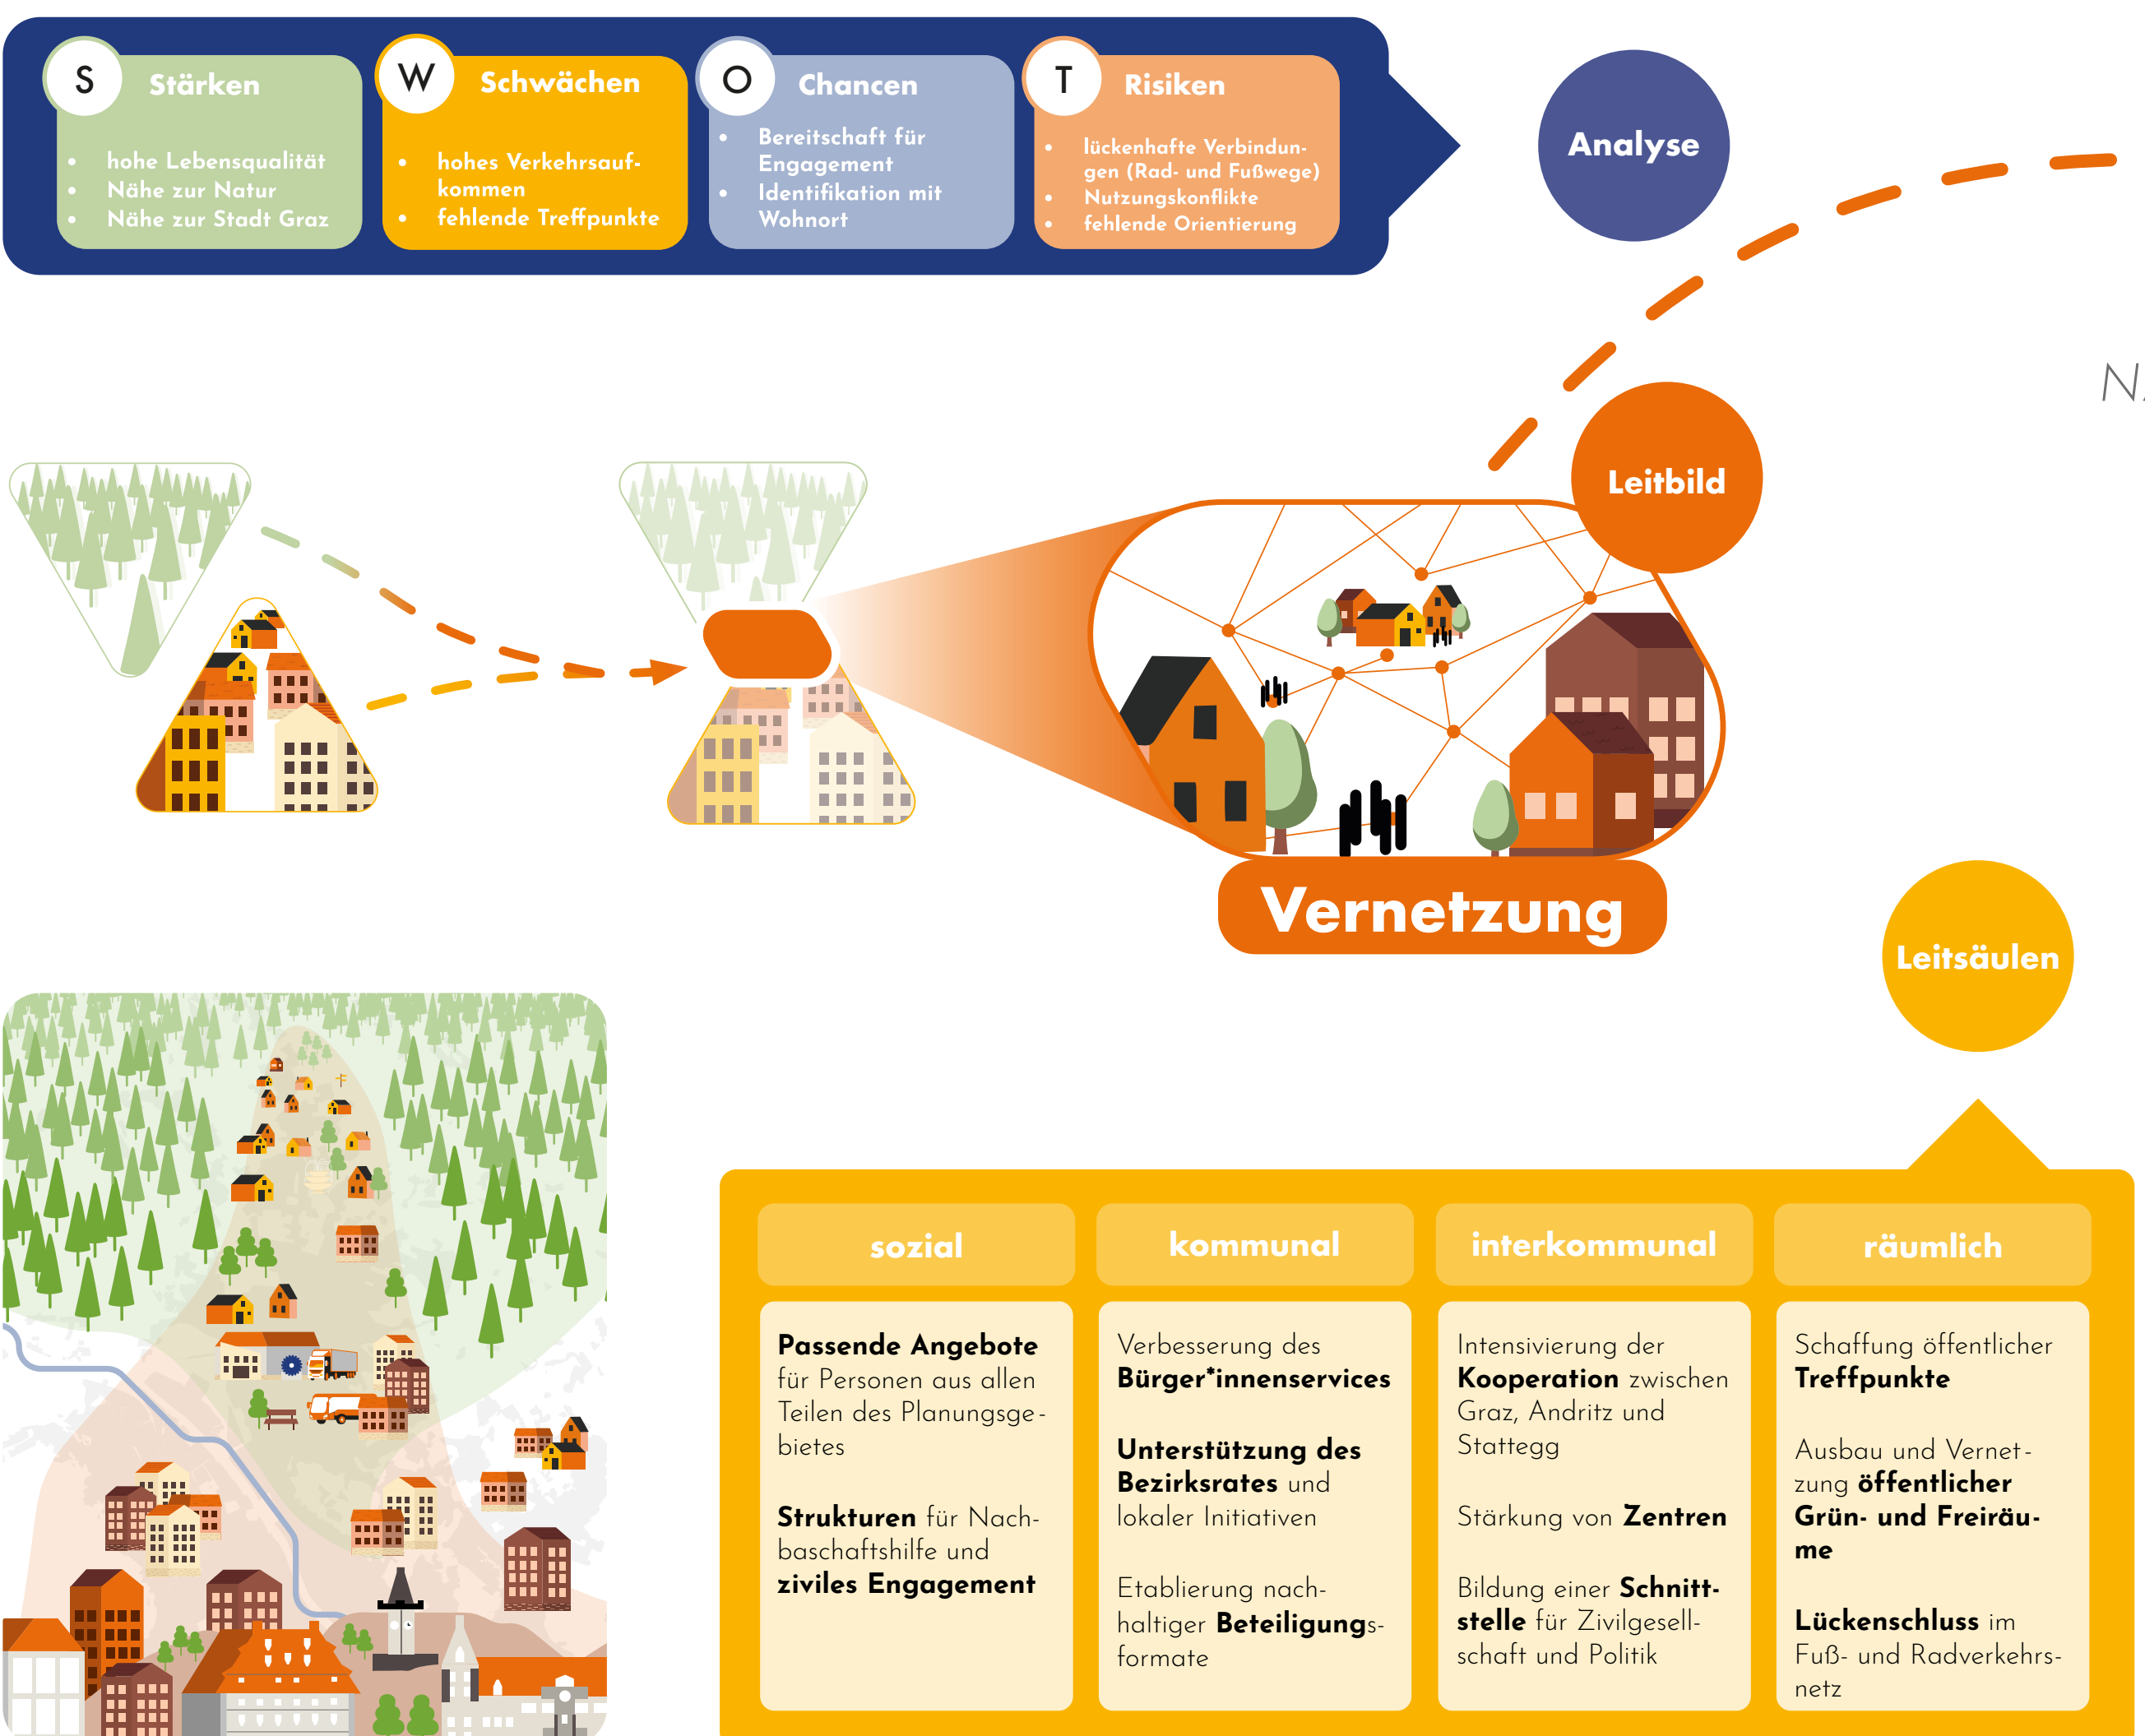 S
Stärken
• hohe Lebensqualität
• Nähe zur Natur
• Nähe zur Stadt Graz
W
Schwächen
• hohes Verkehrsauf-
kommen
• fehlende Treffpunkte
O
Chancen
• Bereitschaft für
Engagement
• Identifikation mit
Wohnort
T
Risiken
• lückenhafte Verbindun-
gen (Rad- und Fußwege)
• Nutzungskonflikte
• fehlende Orientierung
Analyse
Leitbild
Vernetzung
Leitsäulen
sozial
Passende Angebote
für Personen aus allen
Teilen des Planungsge-
bietes
Strukturen für Nach-
baschaftshilfe und
ziviles Engagement
kommunal
Verbesserung des
Bürger*innenservices
Unterstützung des
Bezirksrates und
lokaler Initiativen
Etablierung nach-
haltiger Beteiligungs-
formate
interkommunal
Intensivierung der
Kooperation zwischen
Graz, Andritz und
Stattegg
Stärkung von Zentren
Bildung einer Schnitt-
stelle für Zivilgesell-
schaft und Politik
räumlich
Schaffung öffentlicher
Treffpunkte
Ausbau und Vernet-
zung öffentlicher
Grün- und Freiräu-
me
Lückenschluss im
Fuß- und Radverkehrs-
netz